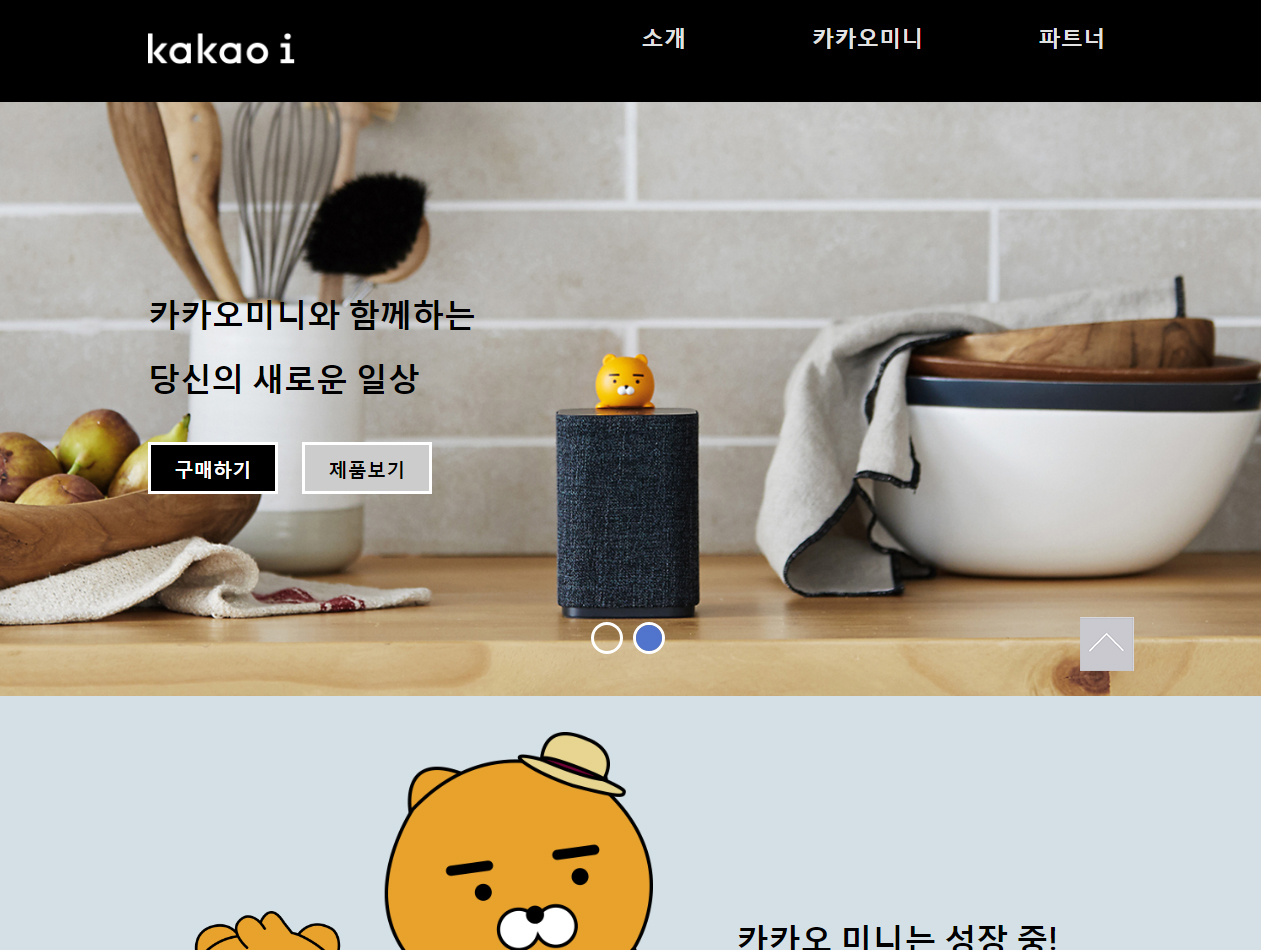 kakao i
소개
카카오미니
파트너
카카오미니와 함께하는
당신의 새로운 일상
구매하기
제품보기
카카오 미니는 성장 중!